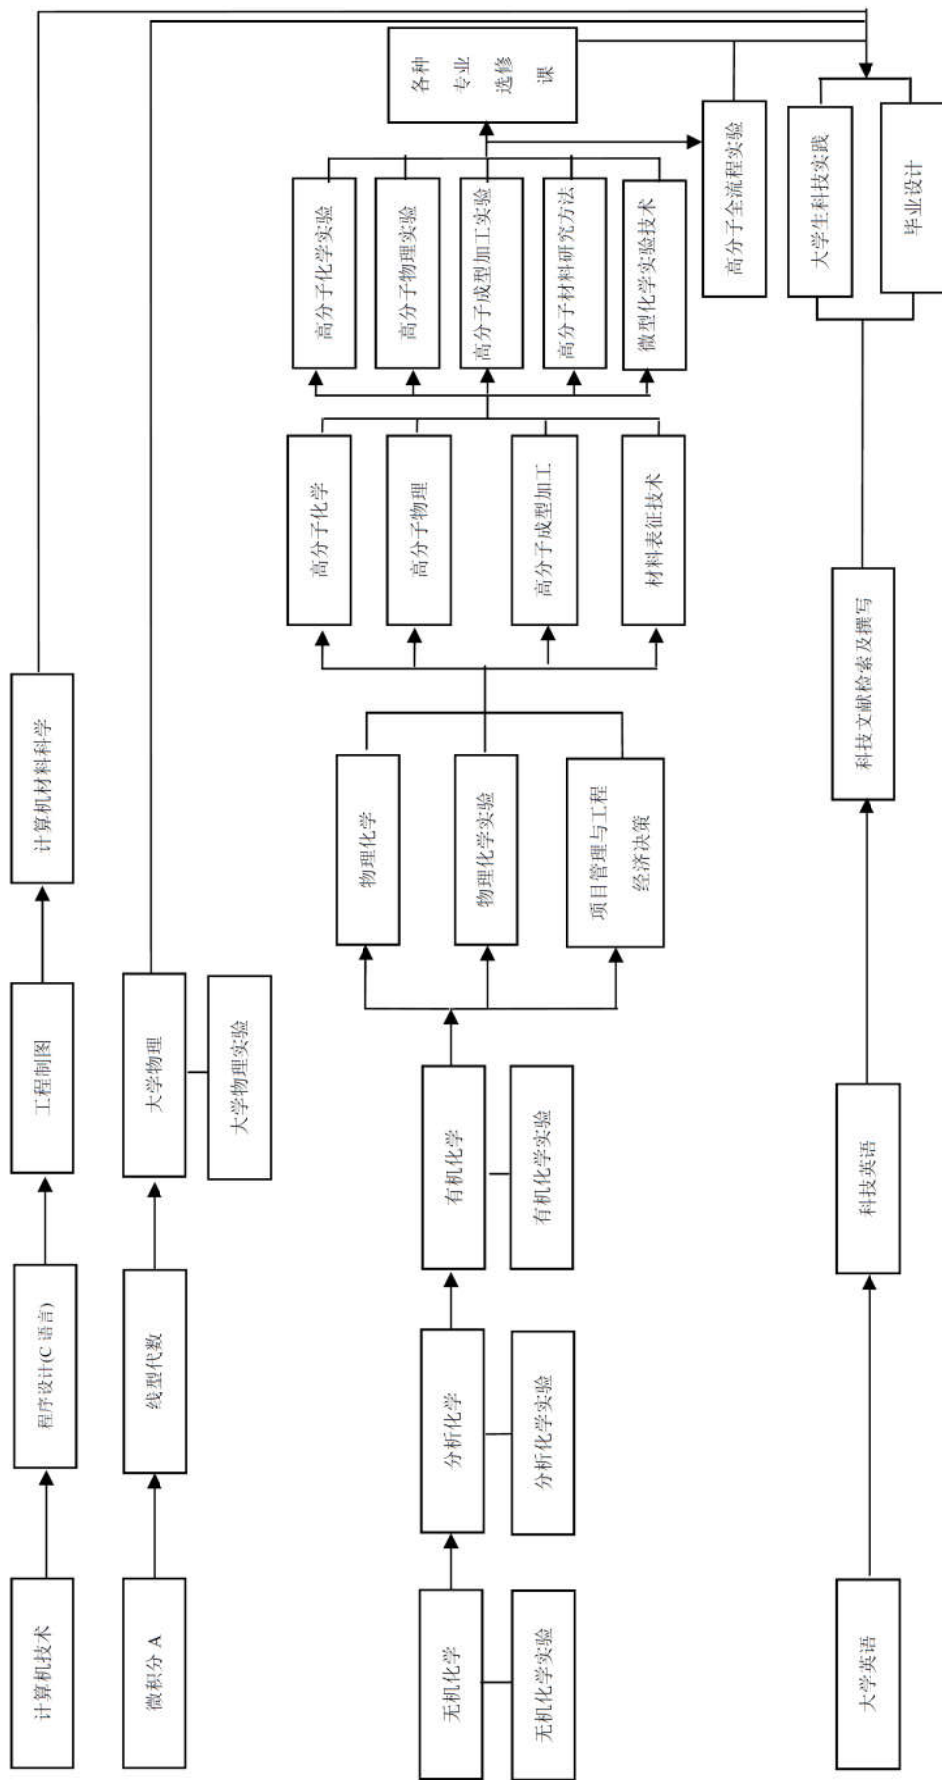 计算机技术
程序设计(C 语言)
工程制图
计算机材料科学
微积分 A
线型代数
大学物理
大学物理实验
无机化学
无机化学实验
分析化学
分析化学实验
有机化学
有机化学实验
物理化学
物理化学实验
项目管理与工程
经济决策
高分子化学
高分子物理
高分子成型加工
材料表征技术
高分子化学实验
高分子物理实验
高分子成型加工实验
高分子材料研究方法
微型化学实验技术
各种
专业
选修
课
高分子全流程实验
大学英语
科技英语
科技文献检索及撰写
大学生科技实践
毕业设计